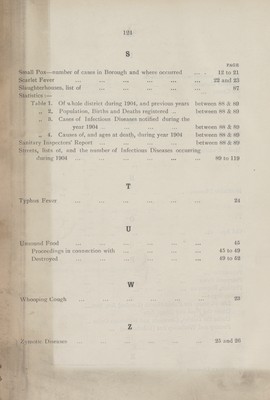 128
S
PAGE
Small Pox—number of cases in Borough and where occurred ... 12 to 21
Scarlet Fever ... ... ... ... ... ... 22 and 23
Slaughterhouses, list of ... ... ... ... ... 87
Statistics :—
Table 1. Of whole district during 1904, and previous years between 88 & 89
„ 2. Population, Births and Deaths registered ... between 88 & 89
„ 3. Cases of Infectious Diseases notified during the
year 1904 ... ... ... ... between 88 & 89
„ 4. Causes of, and ages at death, during year 1904 between 88 & 89
Sanitary Inspectors' Report ... ... ... ... between 88 & 89
Streets, lists of, and the number of Infectious Diseases occurring
during 1904 ... ... ... ... ... ... 89 to 119
T
Typhus Fever ... ... ... ... ... ... 24
U
Unsound Food ... ... ... ... ... ... 45
Proceedings in connection with ... ... ... ... 45 to 49
Destroyed ... ... ... ... ... ... 49 to 52
W
Whooping Cough ... ... ... ... ... ...
Z
Zymotic Diseases ... ... ... ... ... ... 25 and 26